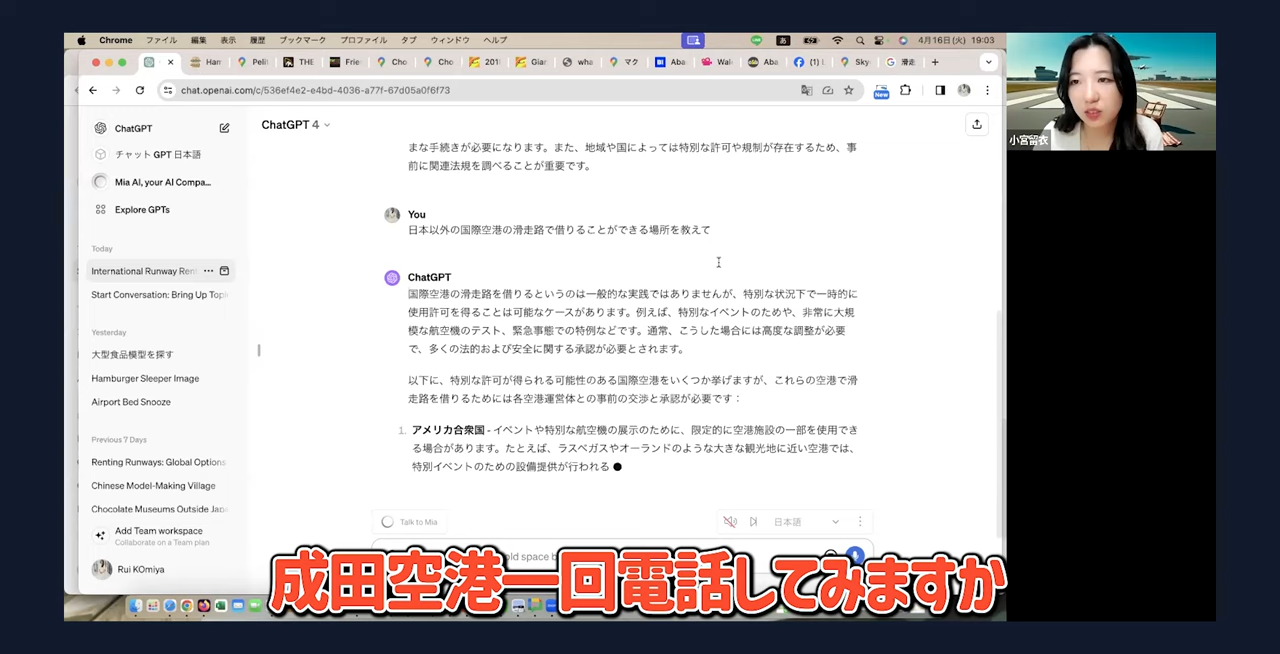 Chrome ファイル 編集 表示 履歴 ブックマーク プロファイル タブ ウィンドウ ヘルプ
4月16日(火) 19:03
Ham
Peli
THE
Frie
Cho
Cho
201
Giar
wha
マク
Aba
Wal
Aba
(1)
Sky
滑走
chat.openai.com/c/536ef4e2-e4bd-4036-a77f-67d05a0f6f73
New
小宮留衣
ChatGPT
チャット GPT 日本語
Mia AI, your AI Compa...
Explore GPTs
Today
International Runway Ren
Start Conversation: Bring Up Topi
Yesterday
大型食品模型を探す
Hamburger Sleeper Image
Airport Bed Snooze
Previous 7 Days
Renting Runways: Global Options
Chinese Model-Making Village
Chocolate Museums Outside Japa
Add Team workspace
Collaborate on a Team plan
Rui KOmiya
ChatGPT 4
まな手続きが必要になります。また、地域や国によっては特別な許可や規制が存在するため、事
前に関連法規を調べることが重要です。
You
日本以外の国際空港の滑走路で借りることができる場所を教えて
ChatGPT
国際空港の滑走路を借りるというのは一般的な実践ではありませんが、特別な状況下で一時的に
使用許可を得ることは可能なケースがあります。例えば、特別なイベントのためや、非常に大規
模な航空機のテスト、緊急事態での特例などです。通常、こうした場合には高度な調整が必要
で、多くの法的および安全に関する承認が必要とされます。
以下に、特別な許可が得られる可能性のある国際空港をいくつか挙げますが、これらの空港で滑
走路を借りるためには各空港運営体との事前の交渉と承認が必要です：
1. アメリカ合衆国 - イベントや特別な航空機の展示のために、限定的に空港施設の一部を使用でき
る場合があります。たとえば、ラスベガスやオーランドのような大きな観光地に近い空港では、
特別イベントのための設備提供が行われる
Talk to Mia
日本語
old space b
成田空港一回電話してみますか